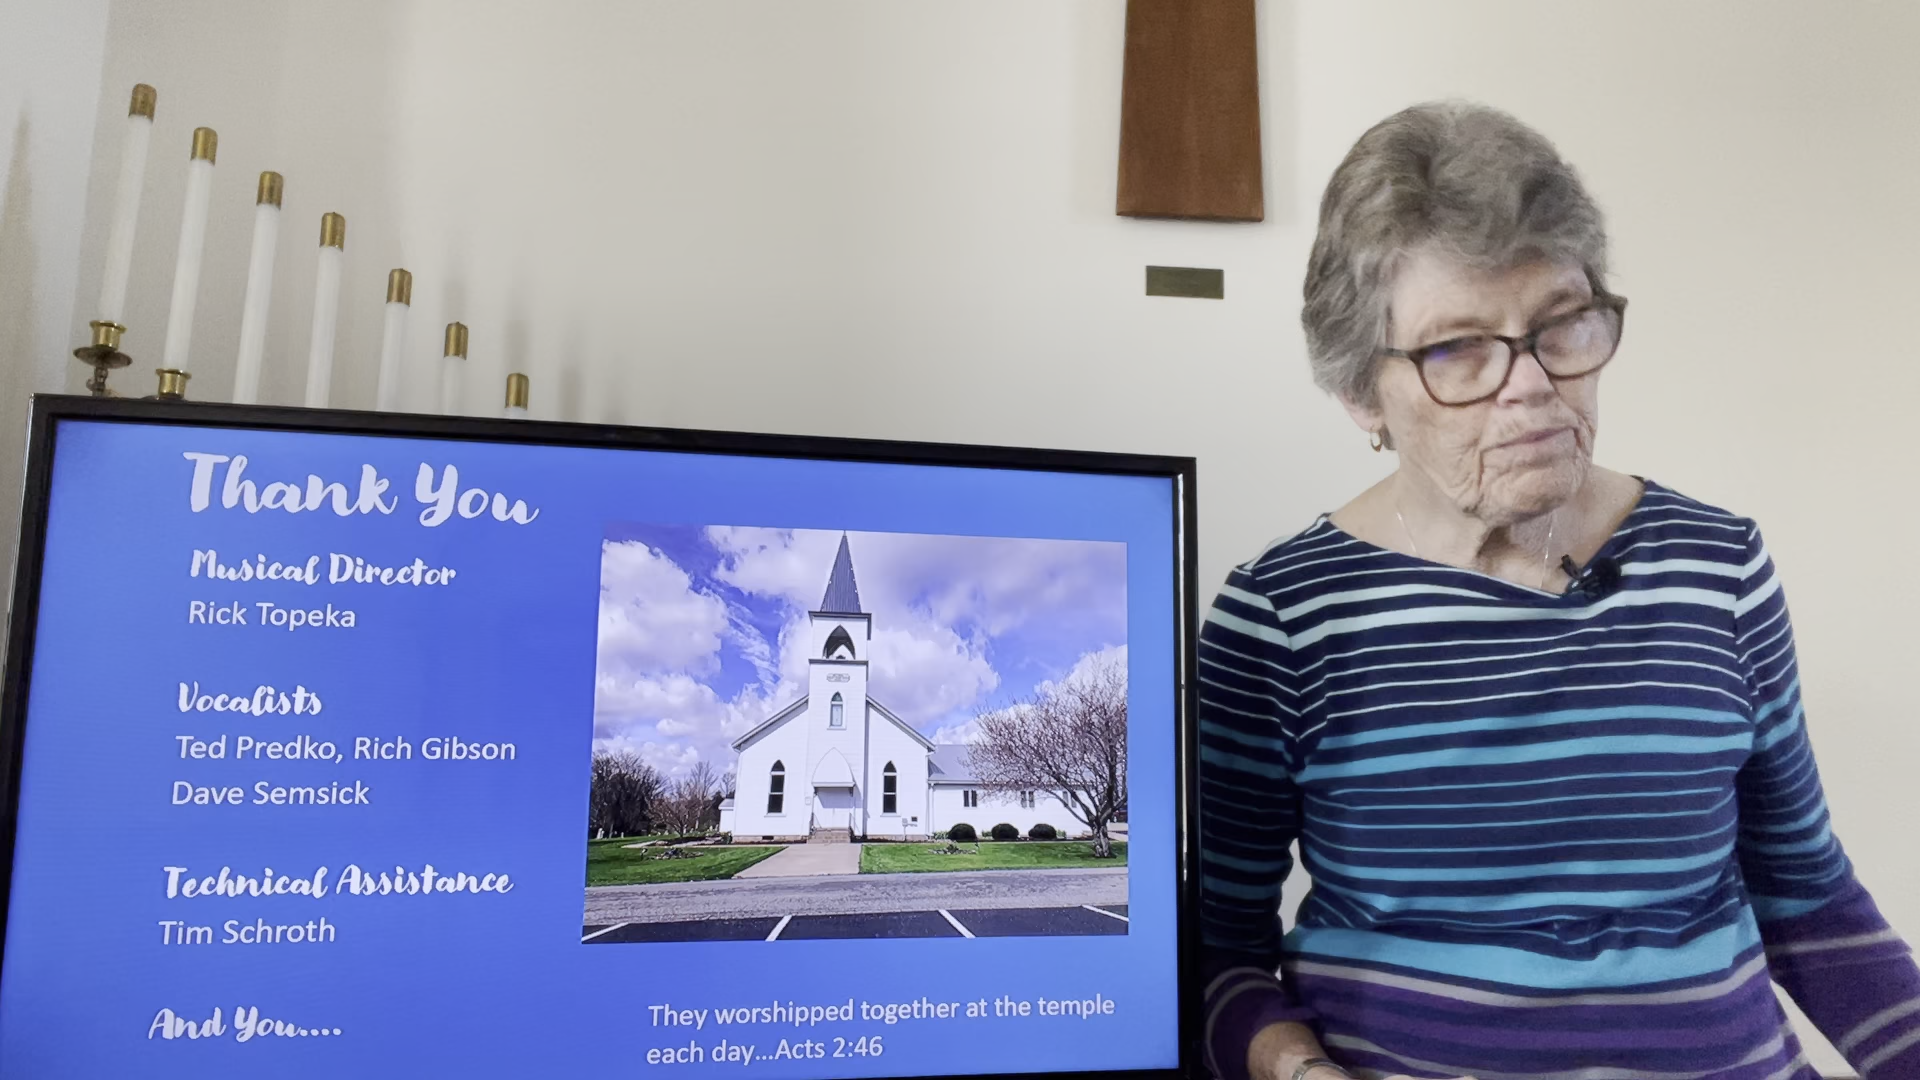 Thank You
Musical Director
Rick Topeka
Vocalists
Ted Predko, Rich Gibson
Dave Semsick
Technical Assistance
Tim Schroth
And You....
They worshipped together at the temple
each day...Acts 2:46